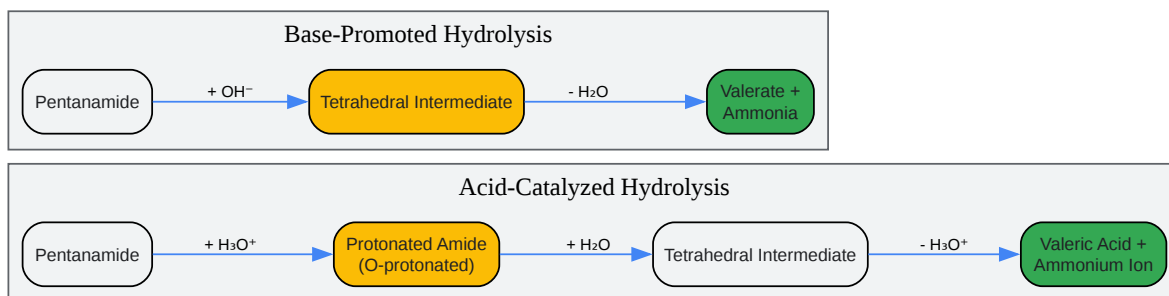 Base-Promoted Hydrolysis
Pentanamide
+ OH⁻
Tetrahedral Intermediate
- H₂O
Valerate +
Ammonia
Acid-Catalyzed Hydrolysis
Pentanamide
+ H₃O⁺
Protonated Amide
(O-protonated)
+ H₂O
Tetrahedral Intermediate
- H₃O⁺
Valeric Acid +
Ammonium Ion